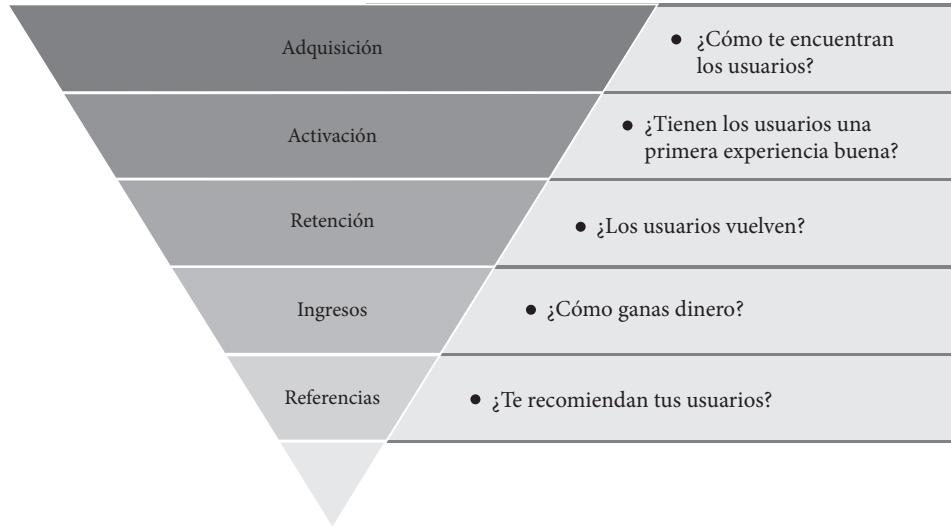 Adquisición
• ¿Cómo te encuentran
los usuarios?
Activación
• ¿Tienen los usuarios una
primera experiencia buena?
Retención
• ¿Los usuarios vuelven?
Ingresos
• ¿Cómo ganas dinero?
Referencias
• ¿Te recomiendan tus usuarios?